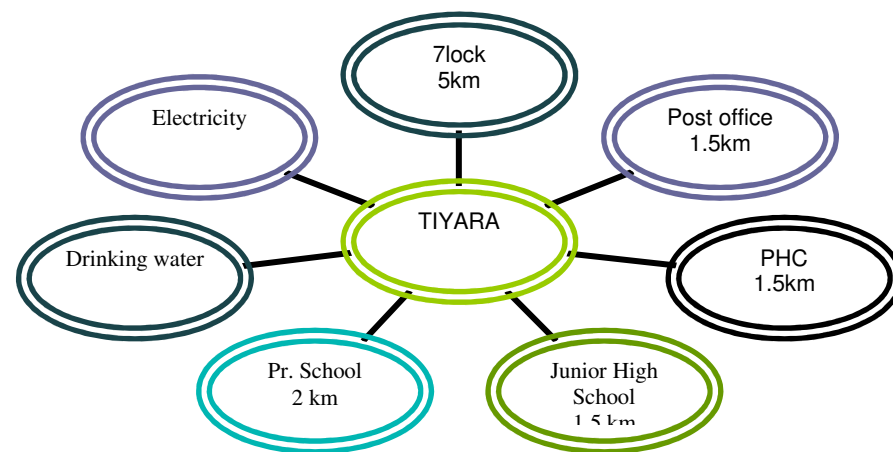 7lock
5km
Electricity
Post office
1.5km
TIYARA
Drinking water
PHC
1.5km
Pr. School
2 km
Junior High
School
1.5 km